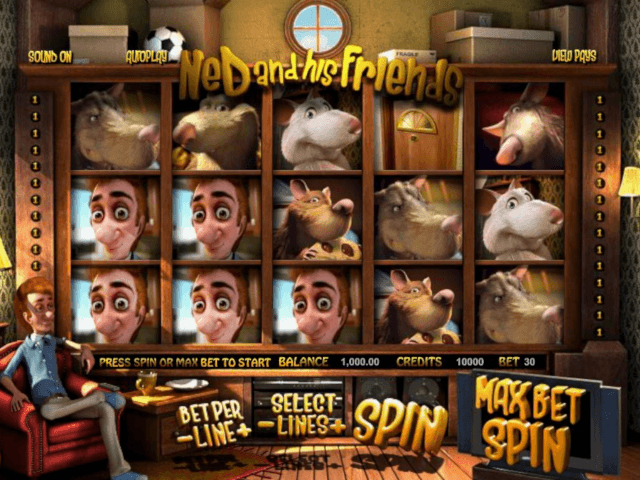 SOUND ON
AUTOPLAY
FRAGILE
VIEW PAYS
NeD and his FRienDs
PRESS SPIN OR MAX BET TO START BALANCE 1,000.00 CREDITS 10000 BET 30
BET PER
- LINE +
SELECT
- LINES +
SPIN
MAX BET
SPIN